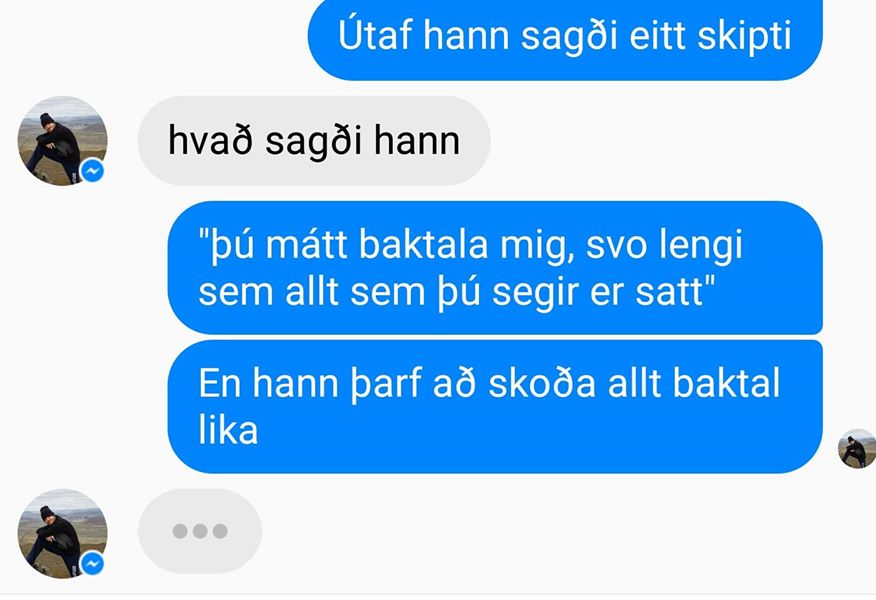 Útaf hann sagði eitt skipti
hvað sagði hann
"þú mátt baktala mig, svo lengi
sem allt sem þú segir er satt"
En hann þarf að skoða allt baktal
lika